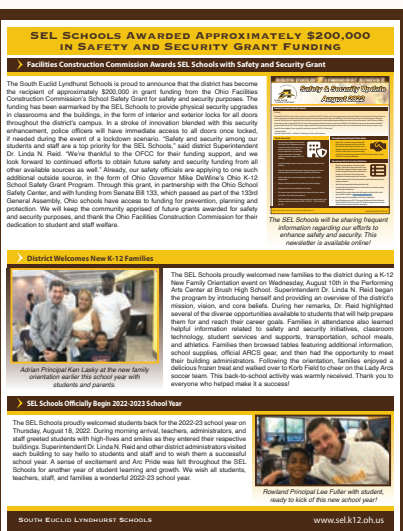 SEL SCHOOLS AWARDED APPROXIMATELY $200,000
IN SAFETY AND SECURITY GRANT FUNDING
Facilities Construction Commission Awards SEL Schools with Safety and Security Grant
The South Euclid Lyndhurst Schools is proud to announce that the district has become
the recipient of approximately $200,000 in grant funding from the Ohio Facilities
Construction Commission's School Safety Grant for safety and security purposes. The
funding has been earmarked by the SEL Schools to provide physical security upgrades
in classrooms and the buildings, in the form of interior and exterior locks for all doors
throughout the district's campus. In a stroke of innovation blended with this security
enhancement, police officers will have immediate access to all doors once locked,
if needed during the event of a lockdown scenario. "Safety and security among our
students and staff are a top priority for the SEL Schools," said district Superintendent
Dr. Linda N. Reid. "We're thankful to the OFCC for their funding support, and we
look forward to continued efforts to obtain future safety and security funding from all
other available sources as well." Already, our safety officials are applying to one such
additional outside source, in the form of Ohio Governor Mike DeWine's Ohio K-12
School Safety Grant Program. Through this grant, in partnership with the Ohio School
Safety Center, and with funding from Senate Bill 133, which passed as part of the 133rd
General Assembly, Ohio schools have access to funding for prevention, planning and
protection. We will keep the community apprised of future grants awarded for safety
and security purposes, and thank the Ohio Facilities Construction Commission for their
dedication to student and staff welfare.
Safety & Security Update
August 2022
The SEL Schools will be sharing frequent
information regarding our efforts to
enhance safety and security. This
newsletter is available online!
District Welcomes New K-12 Families
Adrian Principal Ken Lasky at the new family
orientation earlier this school year with
students and parents.
The SEL Schools proudly welcomed new families to the district during a K-12
New Family Orientation event on Wednesday, August 10th in the Performing
Arts Center at Brush High School. Superintendent Dr. Linda N. Reid began
the program by introducing herself and providing an overview of the district's
mission, vision, and core beliefs. During her remarks, Dr. Reid highlighted
several of the diverse opportunities available to students that will help prepare
them for and reach their career goals. Families in attendance also learned
helpful information related to safety and security initiatives, classroom
technology, student services and supports, transportation, school meals,
and athletics. Families then browsed tables featuring additional information,
school supplies, official ARCS gear, and then had the opportunity to meet
their building administrators. Following the orientation, families enjoyed a
delicious frozen treat and walked over to Korb Field to cheer on the Lady Arcs
soccer team. This back-to-school activity was warmly received. Thank you to
everyone who helped make it a success!
SEL Schools Officially Begin 2022-2023 School Year
The SEL Schools proudly welcomed students back for the 2022-23 school year on
Thursday, August 18, 2022. During morning arrival, teachers, administrators, and
staff greeted students with high-fives and smiles as they entered their respective
buildings. Superintendent Dr. Linda N. Reid and other district administrators visited
each building to say hello to students and staff and to wish them a successful
school year. A sense of excitement and Arc Pride was felt throughout the SEL
Schools for another year of student learning and growth. We wish all students,
teachers, staff, and families a wonderful 2022-23 school year.
Rowland Principal Lee Fuller with student,
ready to kick of this new school year!
SOUTH EUCLID LYNDHURST SCHOOLS
www.sel.k12.oh.us